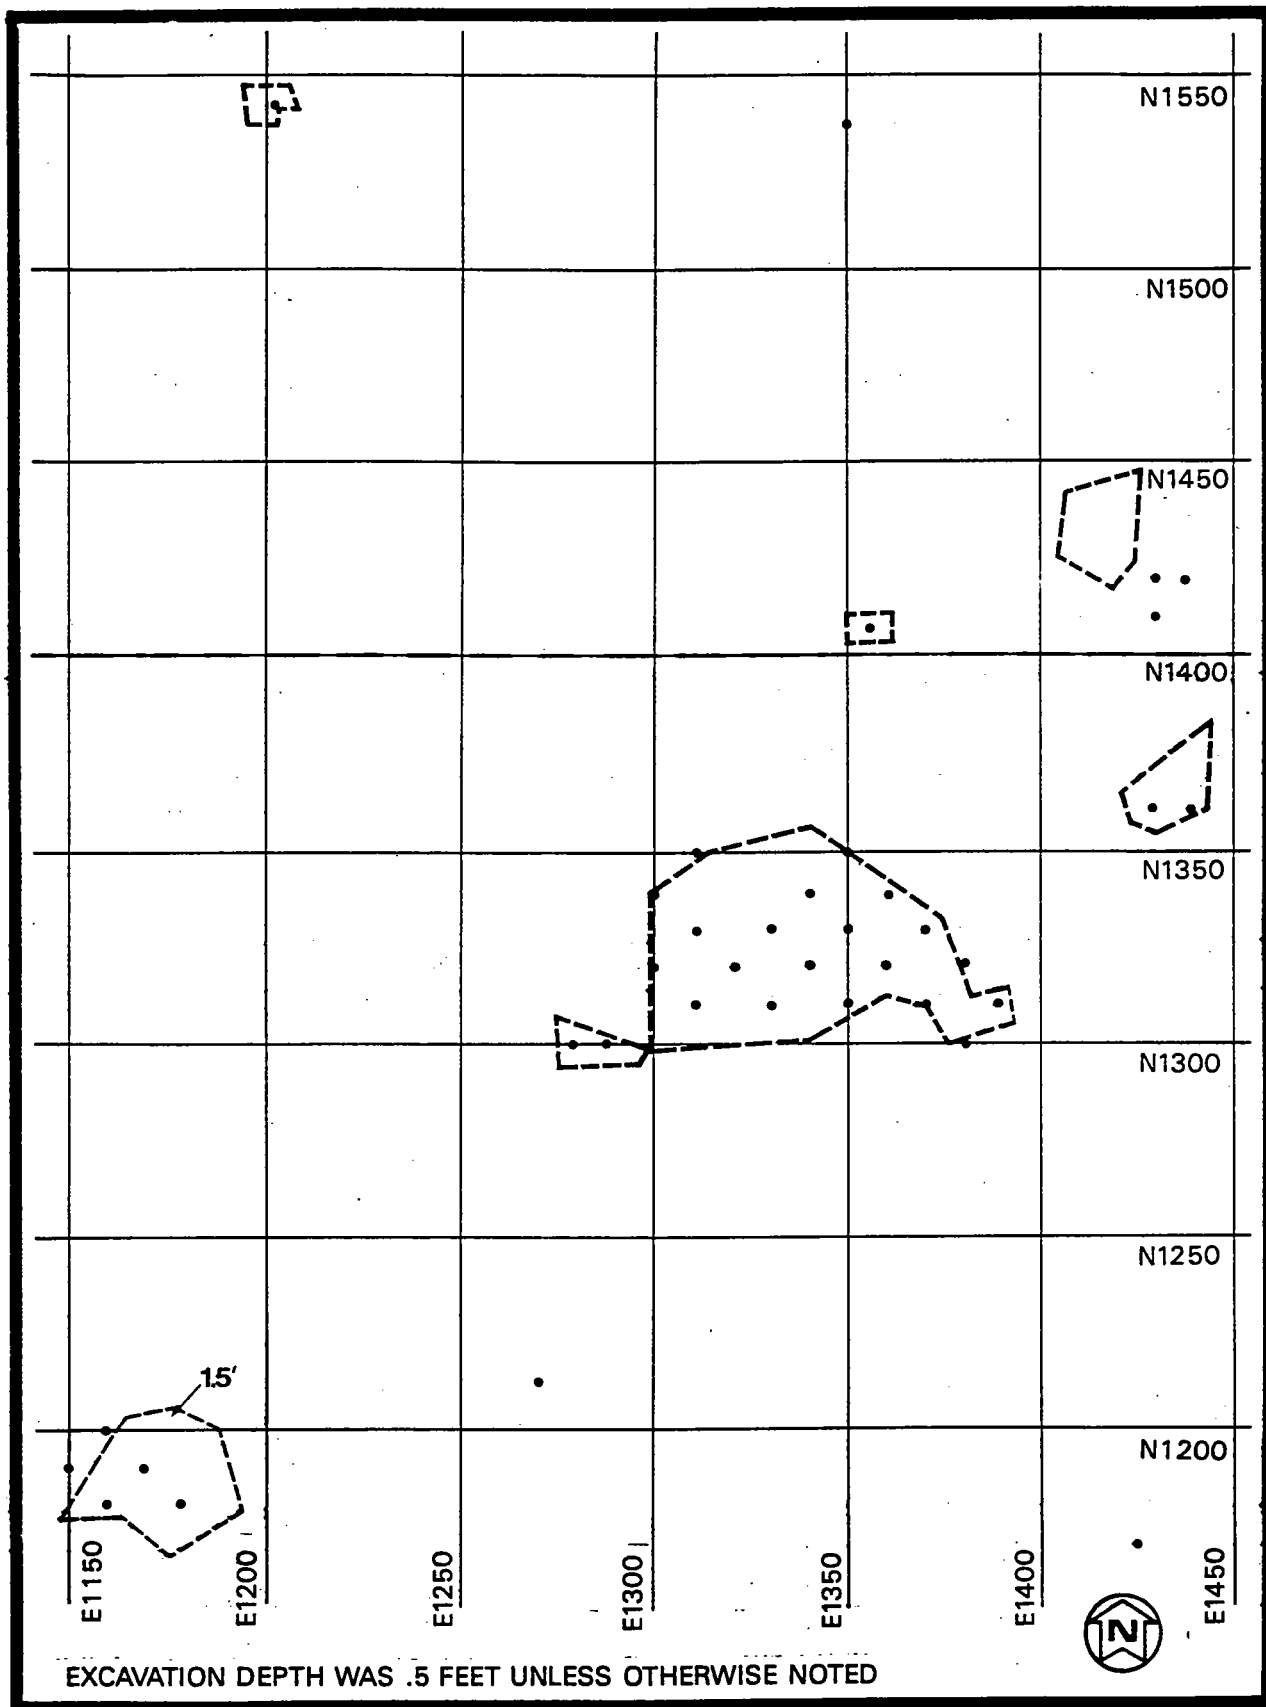 N1550
N1500
N1450
N1400
N1350
N1300
N1250
1.5'
N1200
E1150
E1200
E1250
E1300
E1350
E1400
E1450
N
EXCAVATION DEPTH WAS .5 FEET UNLESS OTHERWISE NOTED